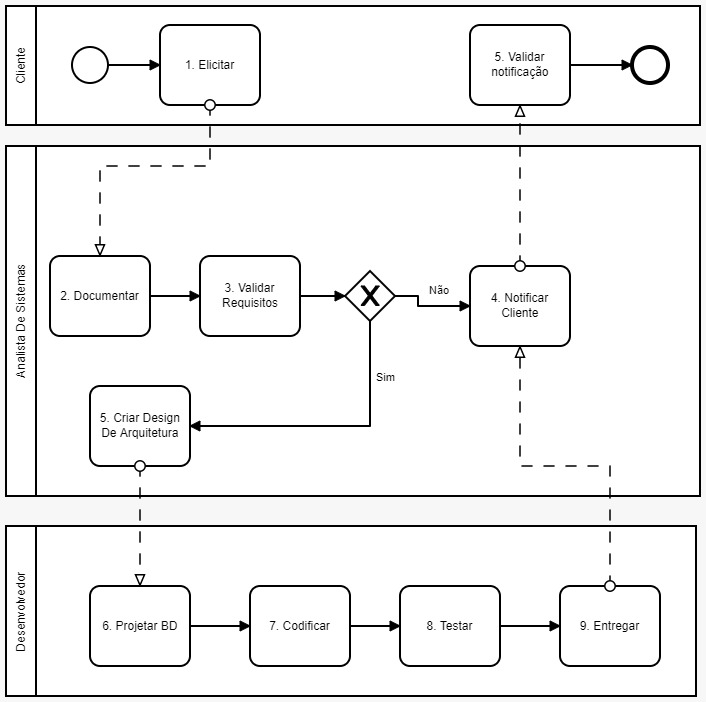 Cliente
1. Elicitar
5. Validar
notificação
Analista De Sistemas
2. Documentar
3. Validar
Requisitos
Não
4. Notificar
Cliente
Sim
5. Criar Design
De Arquitetura
Desenvolvedor
6. Projetar BD
7. Codificar
8. Testar
9. Entregar